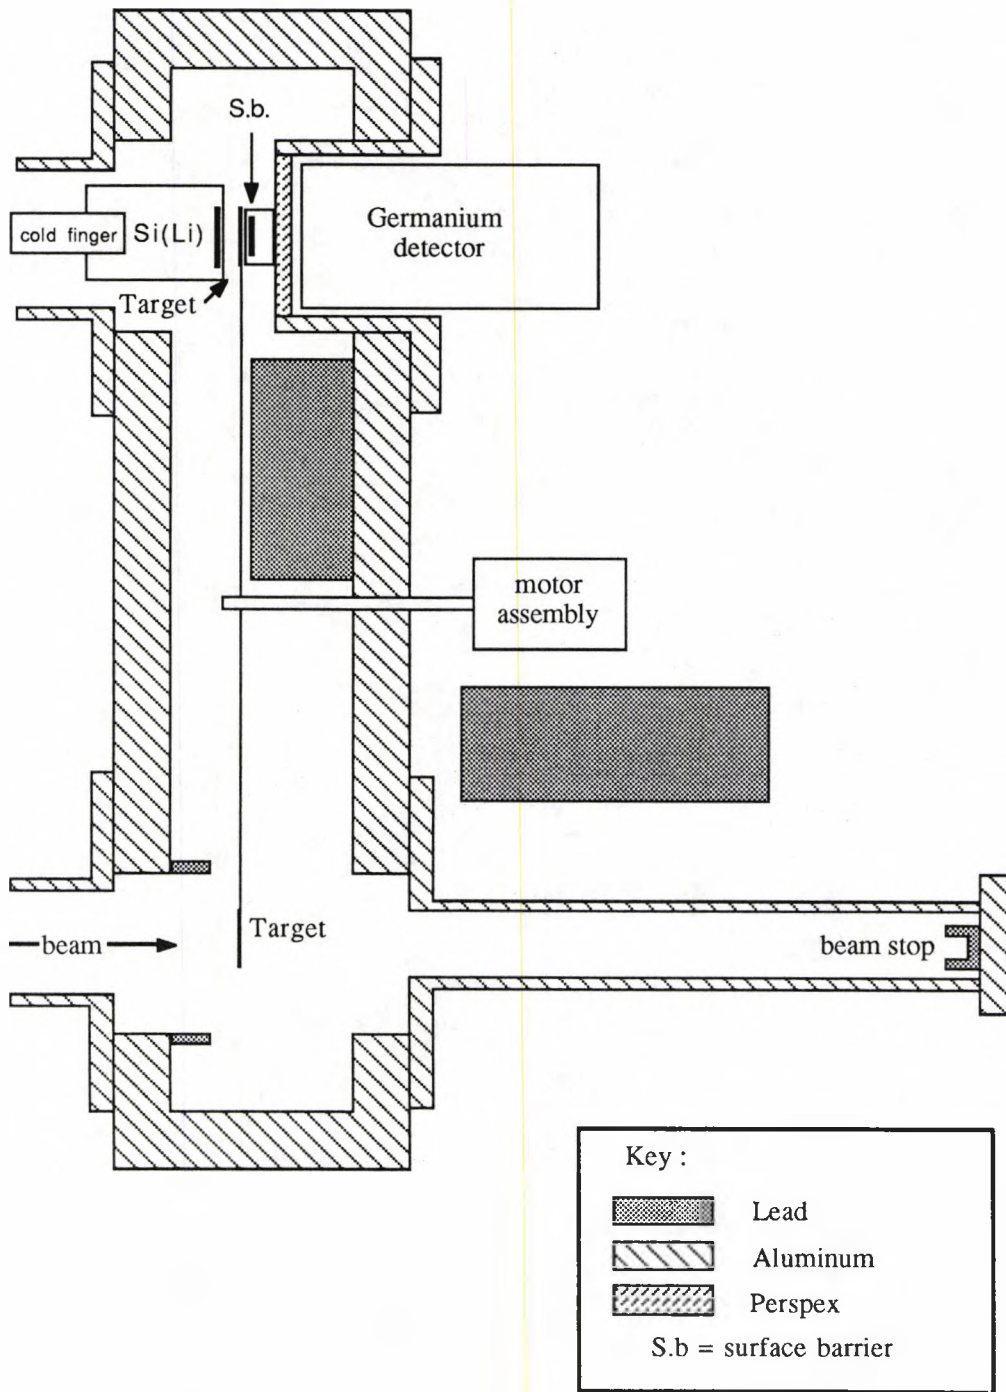 S.b.
Germanium
detector
cold finger
Si(Li)
Target
motor
assembly
Target
beam
beam stop
Key :
Lead
Aluminum
Perspex
S.b = surface barrier